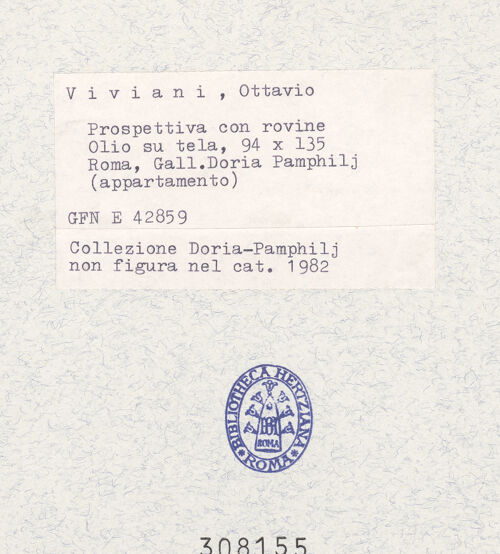 V i v i a n i , Ottavio
Prospettiva con rovine
Olio su tela, 94 x 135
Roma, Gall.Doria Pamphilj
(appartamento)
GFN E 42859
Collezione Doria-Pamphilj
non figura nel cat. 1982
BIBLIOTHECA HERTZIANA
ROMA
* ROMA *
308155